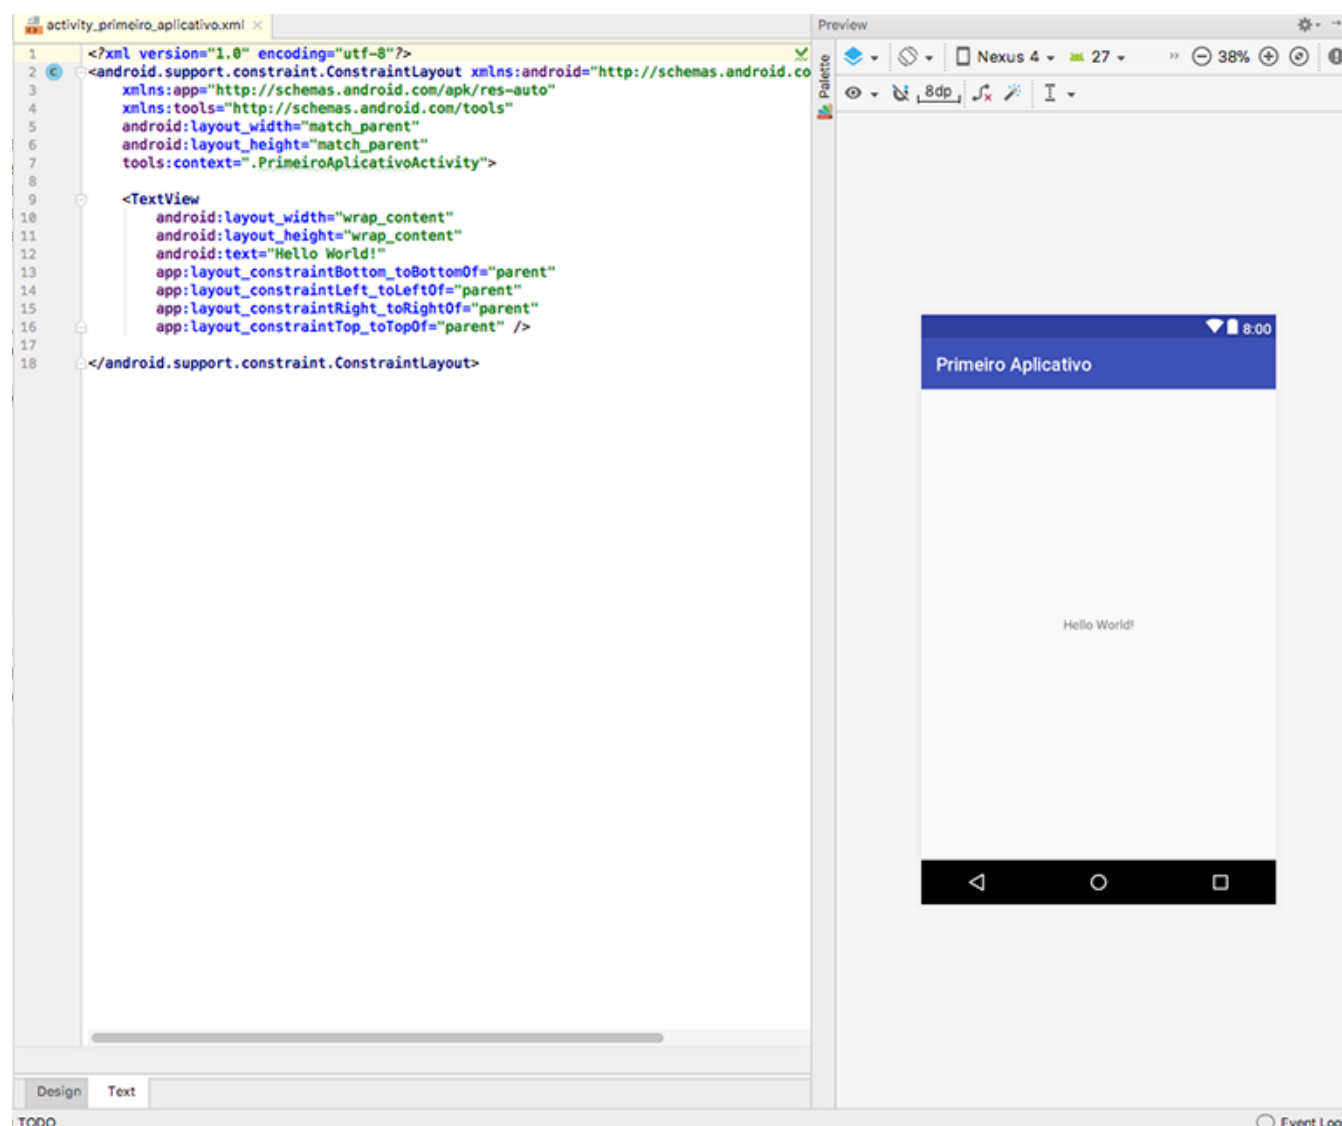 activity_primeiro_aplicativo.xml
1 <?xml version="1.0" encoding="utf-8"?>
2 <android.support.constraint.ConstraintLayout xmlns:android="http://schemas.android.co
3 xmlns:app="http://schemas.android.com/apk/res-auto"
4 xmlns:tools="http://schemas.android.com/tools"
5 android:layout_width="match_parent"
6 android:layout_height="match_parent"
7 tools:context=".PrimeiroAplicativoActivity">
8
9 <TextView
10 android:layout_width="wrap_content"
11 android:layout_height="wrap_content"
12 android:text="Hello World!"
13 app:layout_constraintBottom_toBottomOf="parent"
14 app:layout_constraintLeft_toLeftOf="parent"
15 app:layout_constraintRight_toRightOf="parent"
16 app:layout_constraintTop_toTopOf="parent" />
17
18 </android.support.constraint.ConstraintLayout>
Design Text
TODO
Preview
Palette
Nexus 4 27 38%
8dp
8:00
Primeiro Aplicativo
Hello World!
Event Log